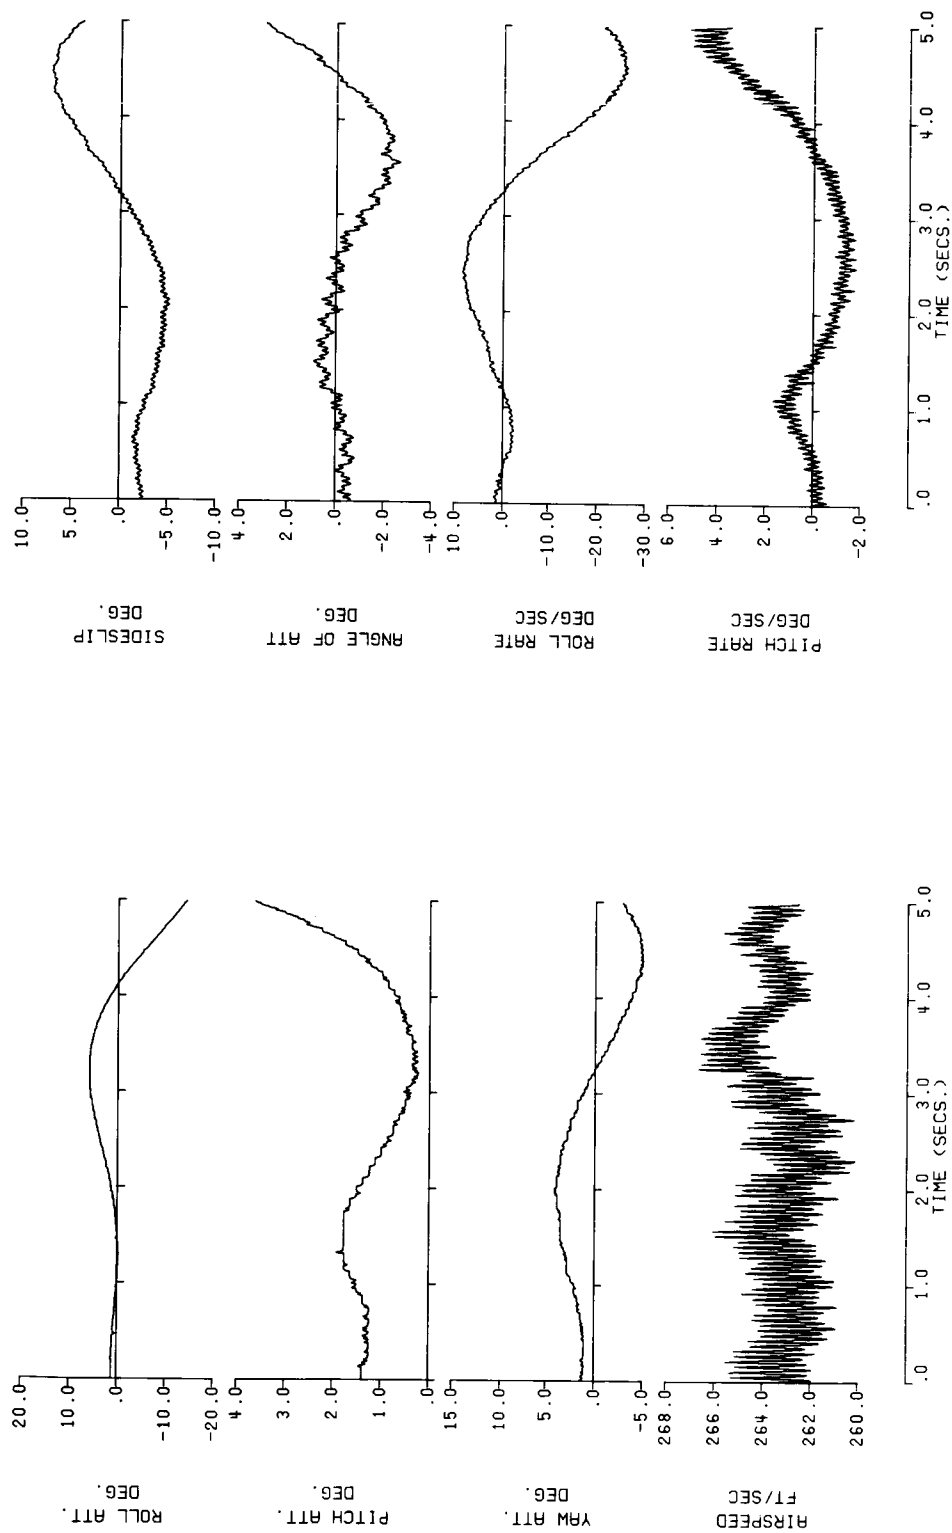 ROLL ATT.
DEG.
20.0
10.0
.0
-10.0
-20.0
PITCH ATT.
DEG.
4.0
3.0
2.0
1.0
.0
YAW ATT.
DEG.
15.0
10.0
5.0
.0
-5.0
AIRSPEED
FT/SEC
268.0
266.0
264.0
262.0
260.0
.0 1.0 2.0 3.0 4.0 5.0
TIME (SECS.)
SIDESLIP
DEG.
10.0
5.0
.0
-5.0
-10.0
ANGLE OF ATT
DEG.
4.0
2.0
.0
-2.0
-4.0
ROLL RATE
DEG/SEC
10.0
.0
-10.0
-20.0
-30.0
PITCH RATE
DEG/SEC
6.0
4.0
2.0
.0
-2.0
.0 1.0 2.0 3.0 4.0 5.0
TIME (SECS.)